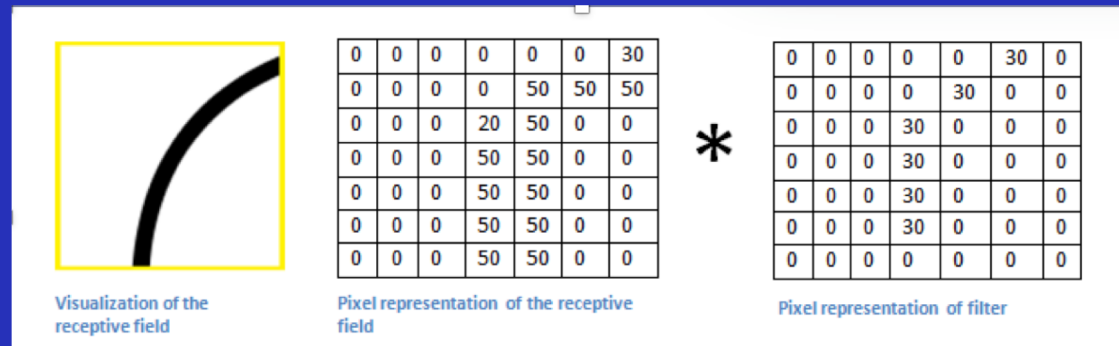 0 0 0 0 0 0 30
0 0 0 0 50 50 50
0 0 0 20 50 0 0
0 0 0 50 50 0 0
0 0 0 50 50 0 0
0 0 0 50 50 0 0
0 0 0 50 50 0 0
*
0 0 0 0 0 30 0
0 0 0 0 30 0 0
0 0 0 30 0 0 0
0 0 0 30 0 0 0
0 0 0 30 0 0 0
0 0 0 30 0 0 0
0 0 0 0 0 0 0
Visualization of the
receptive field
Pixel representation of the receptive
field
Pixel representation of filter